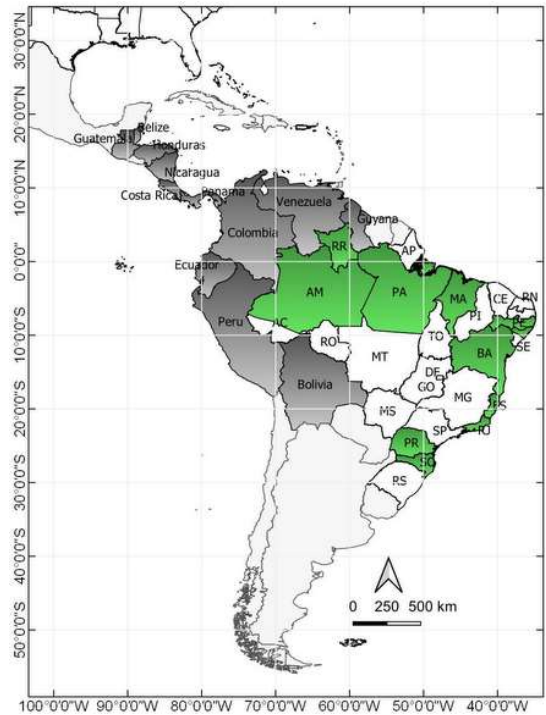 30°0'0"N
20°0'0"N
10°0'0"N
0°0'0"
10°0'0"S
20°0'0"S
30°0'0"S
40°0'0"S
50°0'0"S
Belize
Guatemala
Honduras
Nicaragua
Costa Rica
Panama
Venezuela
Guyana
Colombia
RR
AP
Ecuador
AM
PA
MA
CE
RN
PI
Peru
AC
TO
PE
RO
SE
MT
BA
DF
GO
Bolivia
MG
ES
MS
SP
RJ
PR
SC
RS
0 250 500 km
100°0'0"W
90°0'0"W
80°0'0"W
70°0'0"W
60°0'0"W
50°0'0"W
40°0'0"W